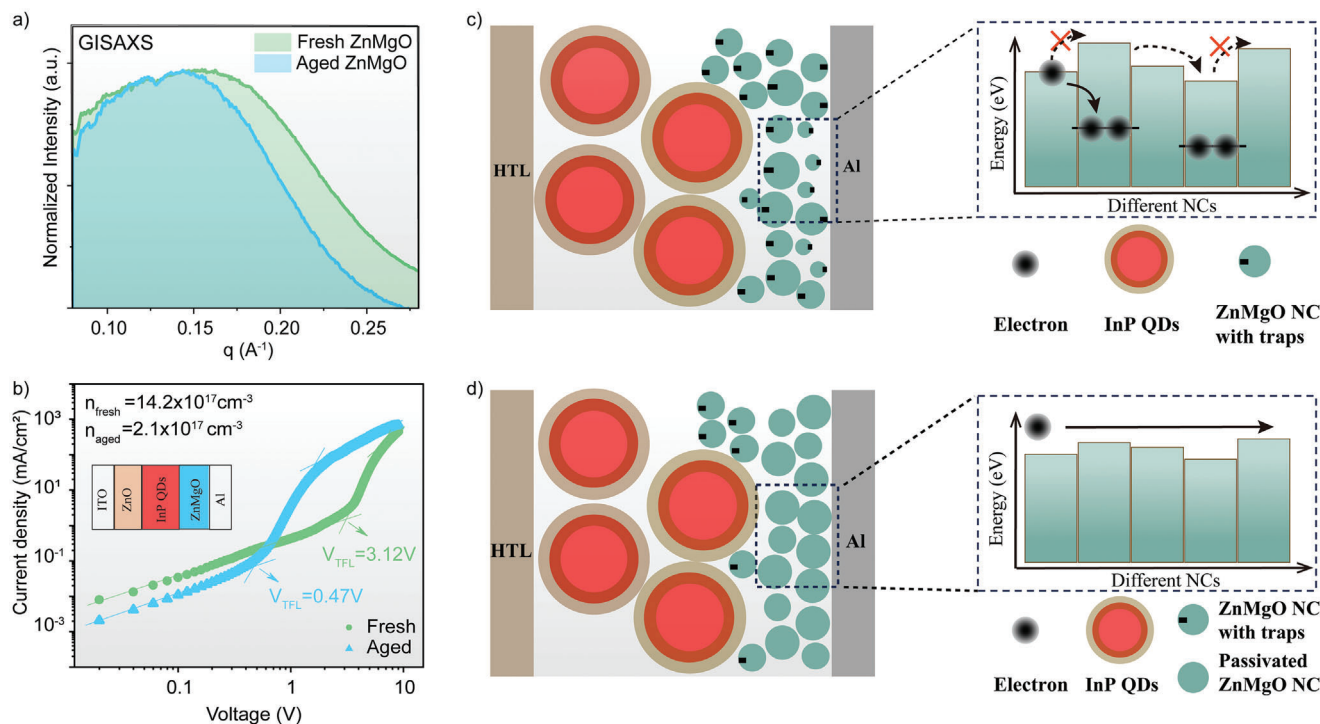 a)
GISAXS
Fresh ZnMgO
Aged ZnMgO
Normalized Intensity (a.u.)
0.10
0.15
0.20
0.25
q (A⁻¹)
b)
n_fresh =14.2x10¹⁷cm⁻³
n_aged =2.1x10¹⁷ cm⁻³
ITO
ZnO
InP QDs
ZnMgO
Al
V_TFL=3.12V
V_TFL=0.47V
Fresh
Aged
Current density (mA/cm²)
10³
10¹
10⁻¹
10⁻³
0.1
1
10
Voltage (V)
c)
HTL
Al
Energy (eV)
Different NCs
Electron
InP QDs
ZnMgO NC
with traps
d)
HTL
Al
Energy (eV)
Different NCs
Electron
InP QDs
ZnMgO NC
with traps
Passivated
ZnMgO NC